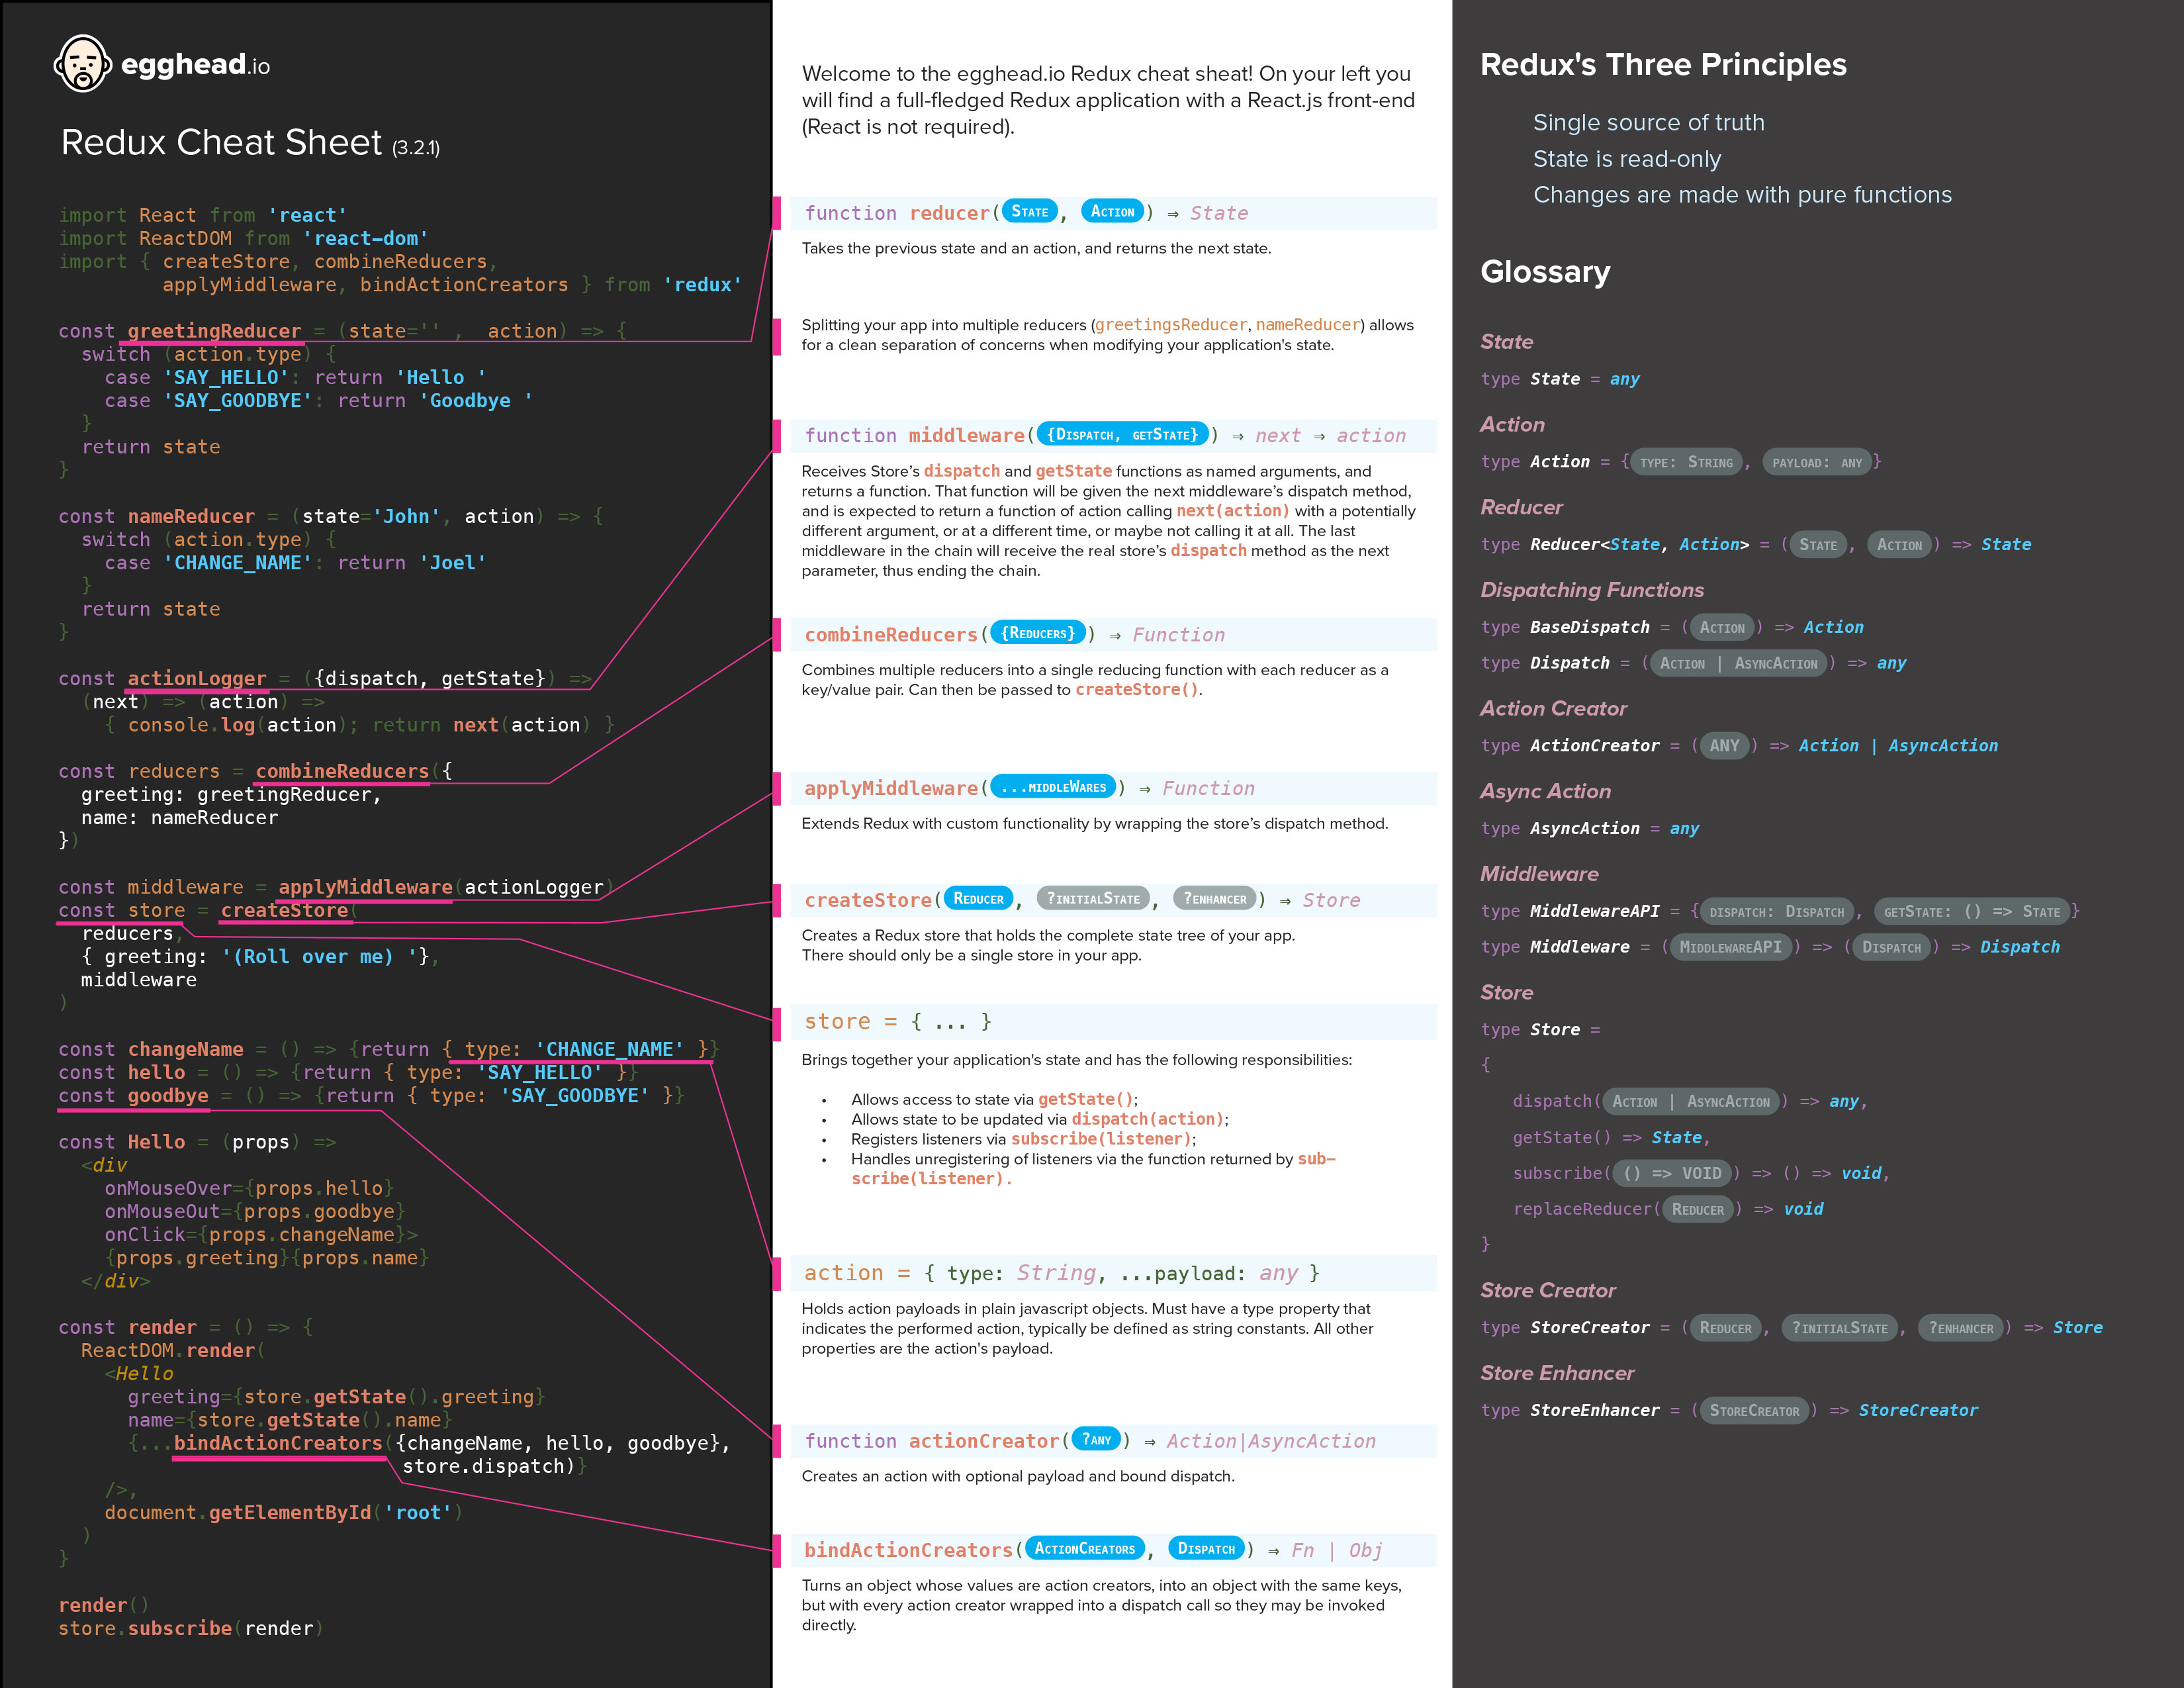 egghead.io
Redux Cheat Sheet (3.2.1)
import React from 'react'
import ReactDOM from 'react-dom'
import { createStore, combineReducers,
         applyMiddleware, bindActionCreators } from 'redux'
const greetingReducer = (state='' ,  action) => {
  switch (action.type) {
    case 'SAY_HELLO': return 'Hello '
    case 'SAY_GOODBYE': return 'Goodbye '
  }
  return state
}
const nameReducer = (state='John', action) => {
  switch (action.type) {
    case 'CHANGE_NAME': return 'Joel'
  }
  return state
}
const actionLogger = ({dispatch, getState}) =>
  (next) => (action) =>
    { console.log(action); return next(action) }
const reducers = combineReducers({
  greeting: greetingReducer,
  name: nameReducer
})
const middleware = applyMiddleware(actionLogger)
const store = createStore(
  reducers,
  { greeting: '(Roll over me) '},
  middleware
)
const changeName = () => {return { type: 'CHANGE_NAME' }}
const hello = () => {return { type: 'SAY_HELLO' }}
const goodbye = () => {return { type: 'SAY_GOODBYE' }}
const Hello = (props) =>
  <div
    onMouseOver={props.hello}
    onMouseOut={props.goodbye}
    onClick={props.changeName}>
    {props.greeting}{props.name}
  </div>
const render = () => {
  ReactDOM.render(
    <Hello
      greeting={store.getState().greeting}
      name={store.getState().name}
      {...bindActionCreators({changeName, hello, goodbye},
                              store.dispatch)}
    />,
    document.getElementById('root')
  )
}
render()
store.subscribe(render)
Welcome to the egghead.io Redux cheat sheat! On your left you
will find a full-fledged Redux application with a React.js front-end
(React is not required).
function reducer(State, Action) ⇒ State
Takes the previous state and an action, and returns the next state.
Splitting your app into multiple reducers (greetingsReducer, nameReducer) allows
for a clean separation of concerns when modifying your application's state.
function middleware({Dispatch, getState}) ⇒ next ⇒ action
Receives Store’s dispatch and getState functions as named arguments, and
returns a function. That function will be given the next middleware’s dispatch method,
and is expected to return a function of action calling next(action) with a potentially
different argument, or at a different time, or maybe not calling it at all. The last
middleware in the chain will receive the real store’s dispatch method as the next
parameter, thus ending the chain.
combineReducers({Reducers}) ⇒ Function
Combines multiple reducers into a single reducing function with each reducer as a
key/value pair. Can then be passed to createStore().
applyMiddleware(...middleWares) ⇒ Function
Extends Redux with custom functionality by wrapping the store’s dispatch method.
createStore(Reducer, ?initialState, ?enhancer) ⇒ Store
Creates a Redux store that holds the complete state tree of your app.
There should only be a single store in your app.
store = { ... }
Brings together your application's state and has the following responsibilities:
• Allows access to state via getState();
• Allows state to be updated via dispatch(action);
• Registers listeners via subscribe(listener);
• Handles unregistering of listeners via the function returned by sub-
scribe(listener).
action = { type: String, ...payload: any }
Holds action payloads in plain javascript objects. Must have a type property that
indicates the performed action, typically be defined as string constants. All other
properties are the action's payload.
function actionCreator(?any) ⇒ Action|AsyncAction
Creates an action with optional payload and bound dispatch.
bindActionCreators(ActionCreators, Dispatch) ⇒ Fn | Obj
Turns an object whose values are action creators, into an object with the same keys,
but with every action creator wrapped into a dispatch call so they may be invoked
directly.
Redux's Three Principles
Single source of truth
State is read-only
Changes are made with pure functions
Glossary
State
type State = any
Action
type Action = {type: String, payload: any}
Reducer
type Reducer<State, Action> = (State, Action) => State
Dispatching Functions
type BaseDispatch = (Action) => Action
type Dispatch = (Action | AsyncAction) => any
Action Creator
type ActionCreator = (ANY) => Action | AsyncAction
Async Action
type AsyncAction = any
Middleware
type MiddlewareAPI = {dispatch: Dispatch, getState: () => State}
type Middleware = (MiddlewareAPI) => (Dispatch) => Dispatch
Store
type Store =
{
dispatch(Action | AsyncAction) => any,
getState() => State,
subscribe(() => VOID) => () => void,
replaceReducer(Reducer) => void
}
Store Creator
type StoreCreator = (Reducer, ?initialState, ?enhancer) => Store
Store Enhancer
type StoreEnhancer = (StoreCreator) => StoreCreator